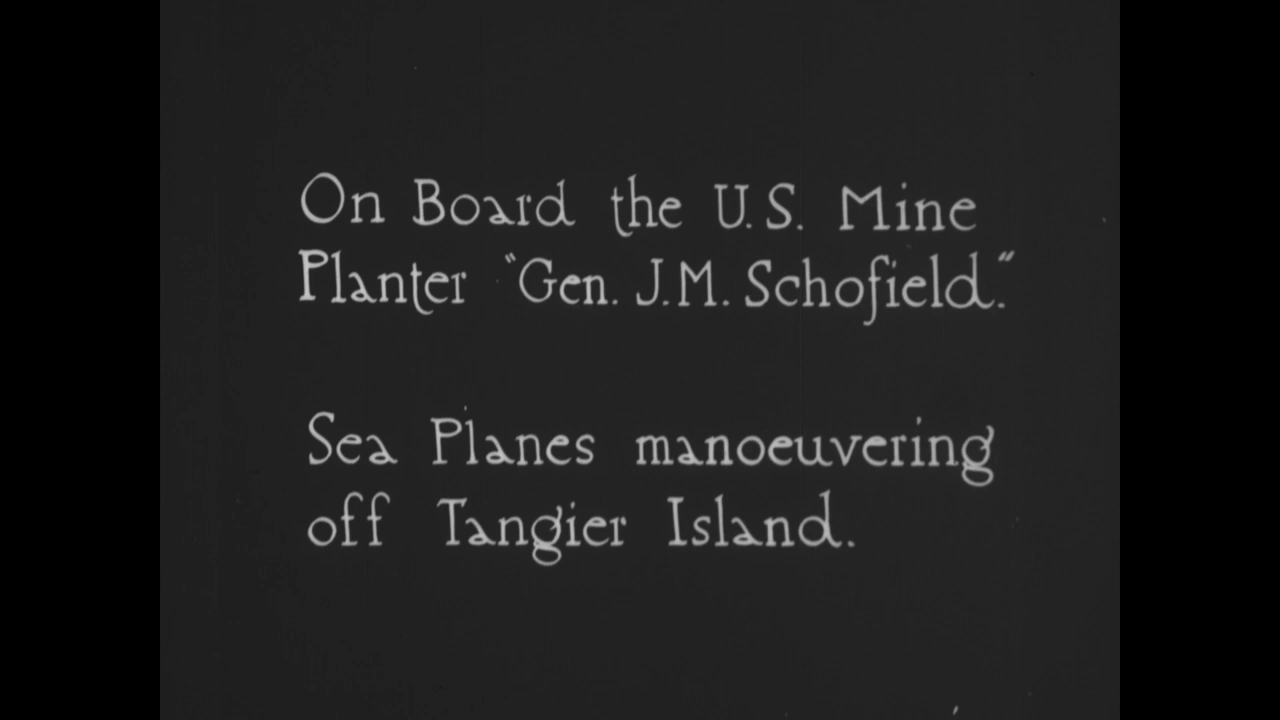 On Board the U.S. Mine
Planter "Gen. J.M. Schofield."
Sea Planes manoeuvering
off Tangier Island.